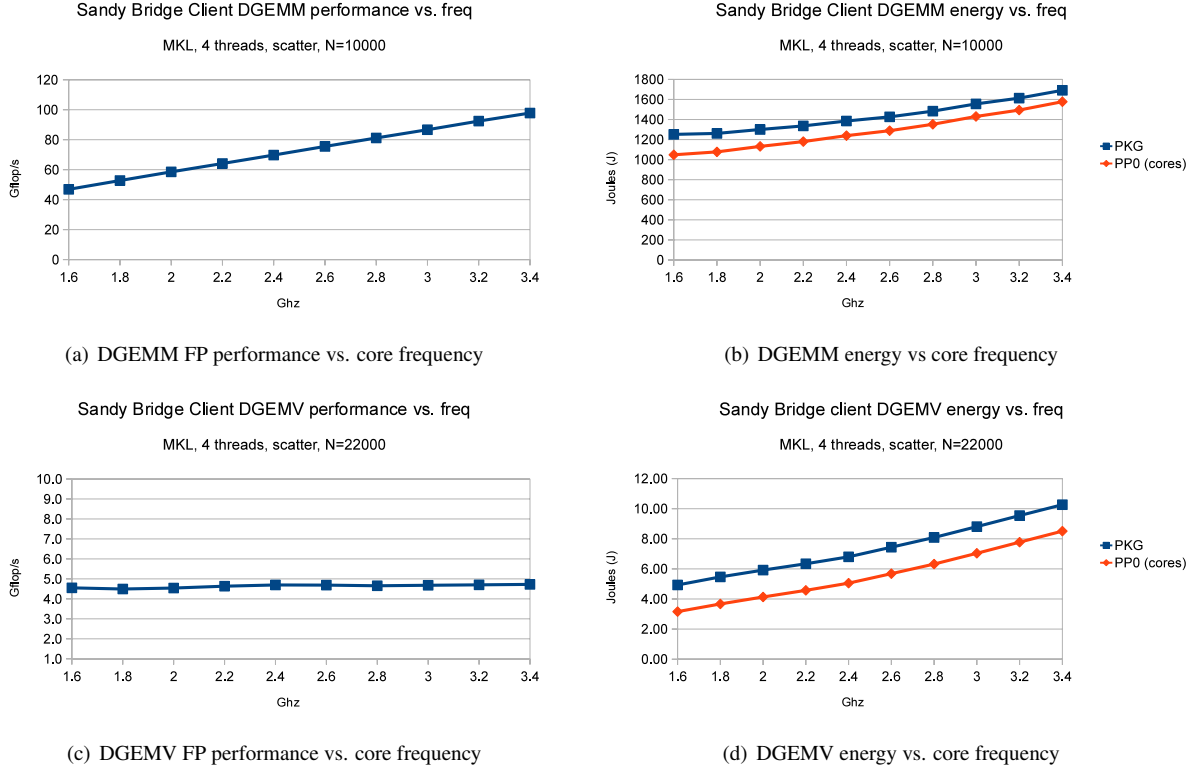 Sandy Bridge Client DGEMM performance vs. freq
MKL, 4 threads, scatter, N=10000
120
100
80
60
40
20
0
Gflop/s
1.6 1.8 2 2.2 2.4 2.6 2.8 3 3.2 3.4
Ghz
(a) DGEMM FP performance vs. core frequency
Sandy Bridge Client DGEMM energy vs. freq
MKL, 4 threads, scatter, N=10000
1800
1600
1400
1200
1000
800
600
400
200
0
Joules (J)
1.6 1.8 2 2.2 2.4 2.6 2.8 3 3.2 3.4
Ghz
PKG
PP0 (cores)
(b) DGEMM energy vs core frequency
Sandy Bridge Client DGEMV performance vs. freq
MKL, 4 threads, scatter, N=22000
10.0
9.0
8.0
7.0
6.0
5.0
4.0
3.0
2.0
1.0
Gflop/s
1.6 1.8 2 2.2 2.4 2.6 2.8 3 3.2 3.4
Ghz
(c) DGEMV FP performance vs. core frequency
Sandy Bridge client DGEMV energy vs. freq
MKL, 4 threads, scatter, N=22000
12.00
10.00
8.00
6.00
4.00
2.00
0.00
Joules (J)
1.6 1.8 2 2.2 2.4 2.6 2.8 3 3.2 3.4
Ghz
PKG
PP0 (cores)
(d) DGEMV energy vs. core frequency